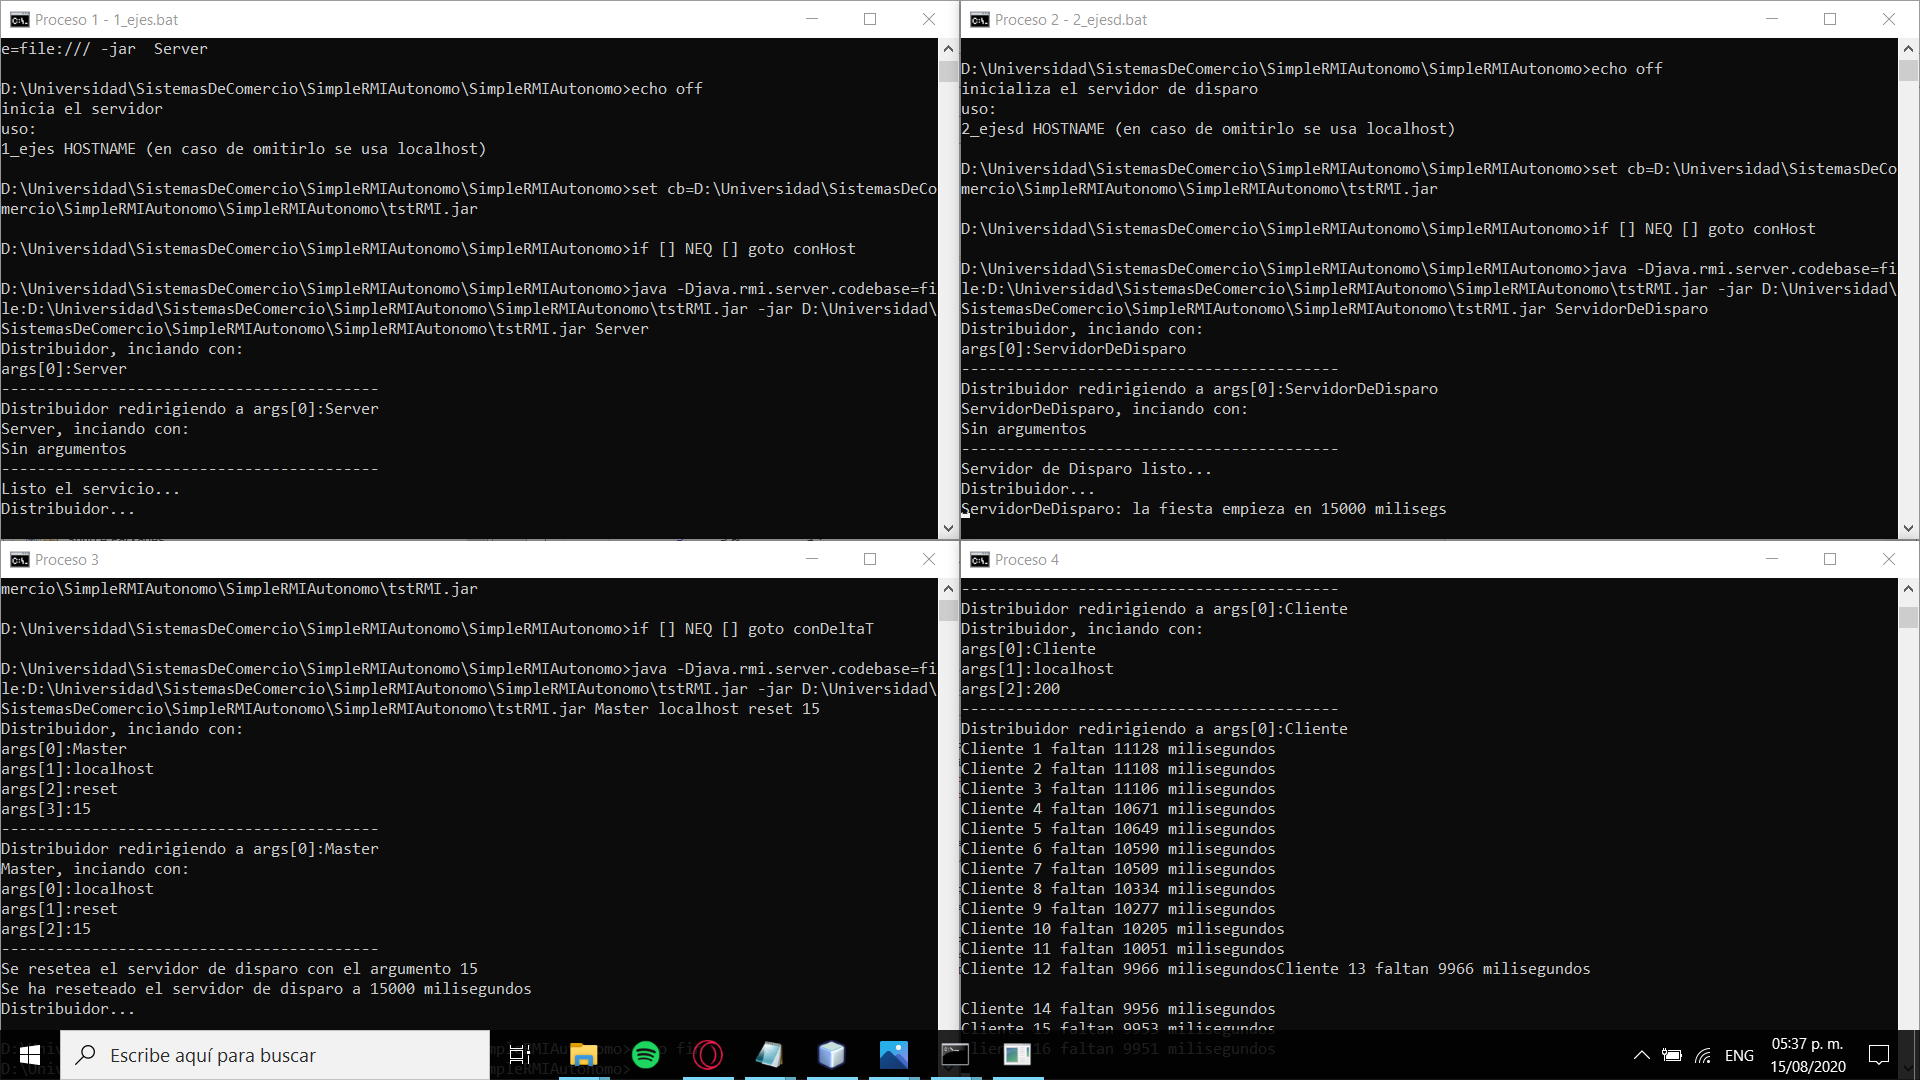 Proceso 1 - 1_ejes.bat
e=file:/// -jar  Server
D:\Universidad\SistemasDeComercio\SimpleRMIAutonomo\SimpleRMIAutonomo>echo off
inicia el servidor
uso:
1_ejes HOSTNAME (en caso de omitirlo se usa localhost)
D:\Universidad\SistemasDeComercio\SimpleRMIAutonomo\SimpleRMIAutonomo>set cb=D:\Universidad\SistemasDeCo
mercio\SimpleRMIAutonomo\SimpleRMIAutonomo\tstRMI.jar
D:\Universidad\SistemasDeComercio\SimpleRMIAutonomo\SimpleRMIAutonomo>if [] NEQ [] goto conHost
D:\Universidad\SistemasDeComercio\SimpleRMIAutonomo\SimpleRMIAutonomo>java -Djava.rmi.server.codebase=fi
le:D:\Universidad\SistemasDeComercio\SimpleRMIAutonomo\SimpleRMIAutonomo\tstRMI.jar -jar D:\Universidad\
SistemasDeComercio\SimpleRMIAutonomo\SimpleRMIAutonomo\tstRMI.jar Server
Distribuidor, inciando con:
args[0]:Server
------------------------------------------
Distribuidor redirigiendo a args[0]:Server
Server, inciando con:
Sin argumentos
------------------------------------------
Listo el servicio...
Distribuidor...
Proceso 2 - 2_ejesd.bat
D:\Universidad\SistemasDeComercio\SimpleRMIAutonomo\SimpleRMIAutonomo>echo off
inicializa el servidor de disparo
uso:
2_ejesd HOSTNAME (en caso de omitirlo se usa localhost)
D:\Universidad\SistemasDeComercio\SimpleRMIAutonomo\SimpleRMIAutonomo>set cb=D:\Universidad\SistemasDeCo
mercio\SimpleRMIAutonomo\SimpleRMIAutonomo\tstRMI.jar
D:\Universidad\SistemasDeComercio\SimpleRMIAutonomo\SimpleRMIAutonomo>if [] NEQ [] goto conHost
D:\Universidad\SistemasDeComercio\SimpleRMIAutonomo\SimpleRMIAutonomo>java -Djava.rmi.server.codebase=fi
le:D:\Universidad\SistemasDeComercio\SimpleRMIAutonomo\SimpleRMIAutonomo\tstRMI.jar -jar D:\Universidad\
SistemasDeComercio\SimpleRMIAutonomo\SimpleRMIAutonomo\tstRMI.jar ServidorDeDisparo
Distribuidor, inciando con:
args[0]:ServidorDeDisparo
------------------------------------------
Distribuidor redirigiendo a args[0]:ServidorDeDisparo
ServidorDeDisparo, inciando con:
Sin argumentos
------------------------------------------
Servidor de Disparo listo...
Distribuidor...
ServidorDeDisparo: la fiesta empieza en 15000 milisegs
Proceso 3
mercio\SimpleRMIAutonomo\SimpleRMIAutonomo\tstRMI.jar
D:\Universidad\SistemasDeComercio\SimpleRMIAutonomo\SimpleRMIAutonomo>if [] NEQ [] goto conDeltaT
D:\Universidad\SistemasDeComercio\SimpleRMIAutonomo\SimpleRMIAutonomo>java -Djava.rmi.server.codebase=fi
le:D:\Universidad\SistemasDeComercio\SimpleRMIAutonomo\SimpleRMIAutonomo\tstRMI.jar -jar D:\Universidad\
SistemasDeComercio\SimpleRMIAutonomo\SimpleRMIAutonomo\tstRMI.jar Master localhost reset 15
Distribuidor, inciando con:
args[0]:Master
args[1]:localhost
args[2]:reset
args[3]:15
------------------------------------------
Distribuidor redirigiendo a args[0]:Master
Master, inciando con:
args[0]:localhost
args[1]:reset
args[2]:15
------------------------------------------
Se resetea el servidor de disparo con el argumento 15
Se ha reseteado el servidor de disparo a 15000 milisegundos
Distribuidor...
Proceso 4
------------------------------------------
Distribuidor redirigiendo a args[0]:Cliente
Distribuidor, inciando con:
args[0]:Cliente
args[1]:localhost
args[2]:200
------------------------------------------
Distribuidor redirigiendo a args[0]:Cliente
Cliente 1 faltan 11128 milisegundos
Cliente 2 faltan 11108 milisegundos
Cliente 3 faltan 11106 milisegundos
Cliente 4 faltan 10671 milisegundos
Cliente 5 faltan 10649 milisegundos
Cliente 6 faltan 10590 milisegundos
Cliente 7 faltan 10509 milisegundos
Cliente 8 faltan 10334 milisegundos
Cliente 9 faltan 10277 milisegundos
Cliente 10 faltan 10205 milisegundos
Cliente 11 faltan 10051 milisegundos
Cliente 12 faltan 9966 milisegundosCliente 13 faltan 9966 milisegundos
Cliente 14 faltan 9956 milisegundos
Cliente 15 faltan 9953 milisegundos
16 faltan 9951 milisegundos
Escribe aquí para buscar
ENG
05:37 p. m.
15/08/2020